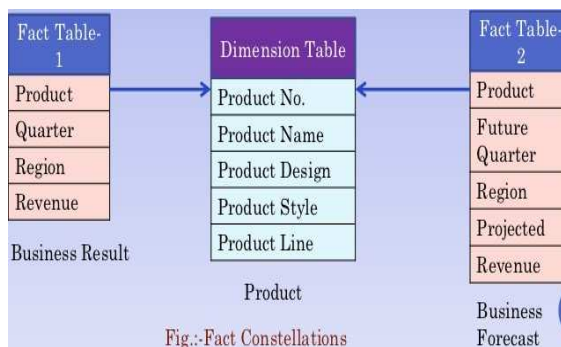 Fact Table-
1
Product
Quarter
Region
Revenue
Business Result
Dimension Table
Product No.
Product Name
Product Design
Product Style
Product Line
Product
Fact Table-
2
Product
Future
Quarter
Region
Projected
Revenue
Business
Forecast
Fig.:-Fact Constellations